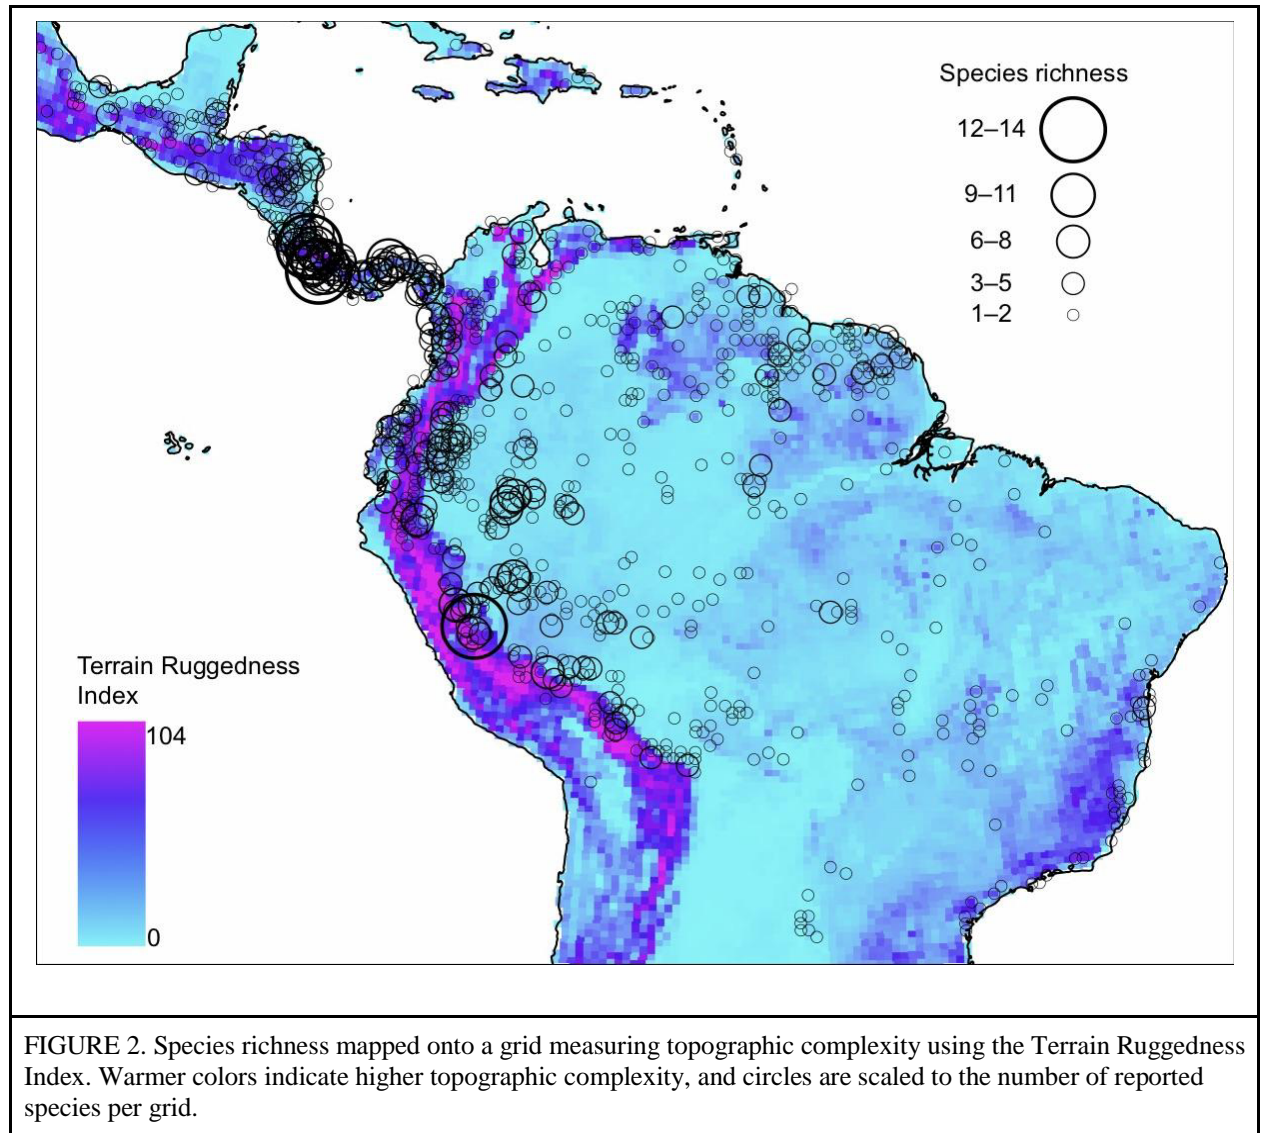 Species richness
12–14
9–11
6–8
3–5
1–2
Terrain Ruggedness
Index
104
0
FIGURE 2. Species richness mapped onto a grid measuring topographic complexity using the Terrain Ruggedness
Index. Warmer colors indicate higher topographic complexity, and circles are scaled to the number of reported
species per grid.